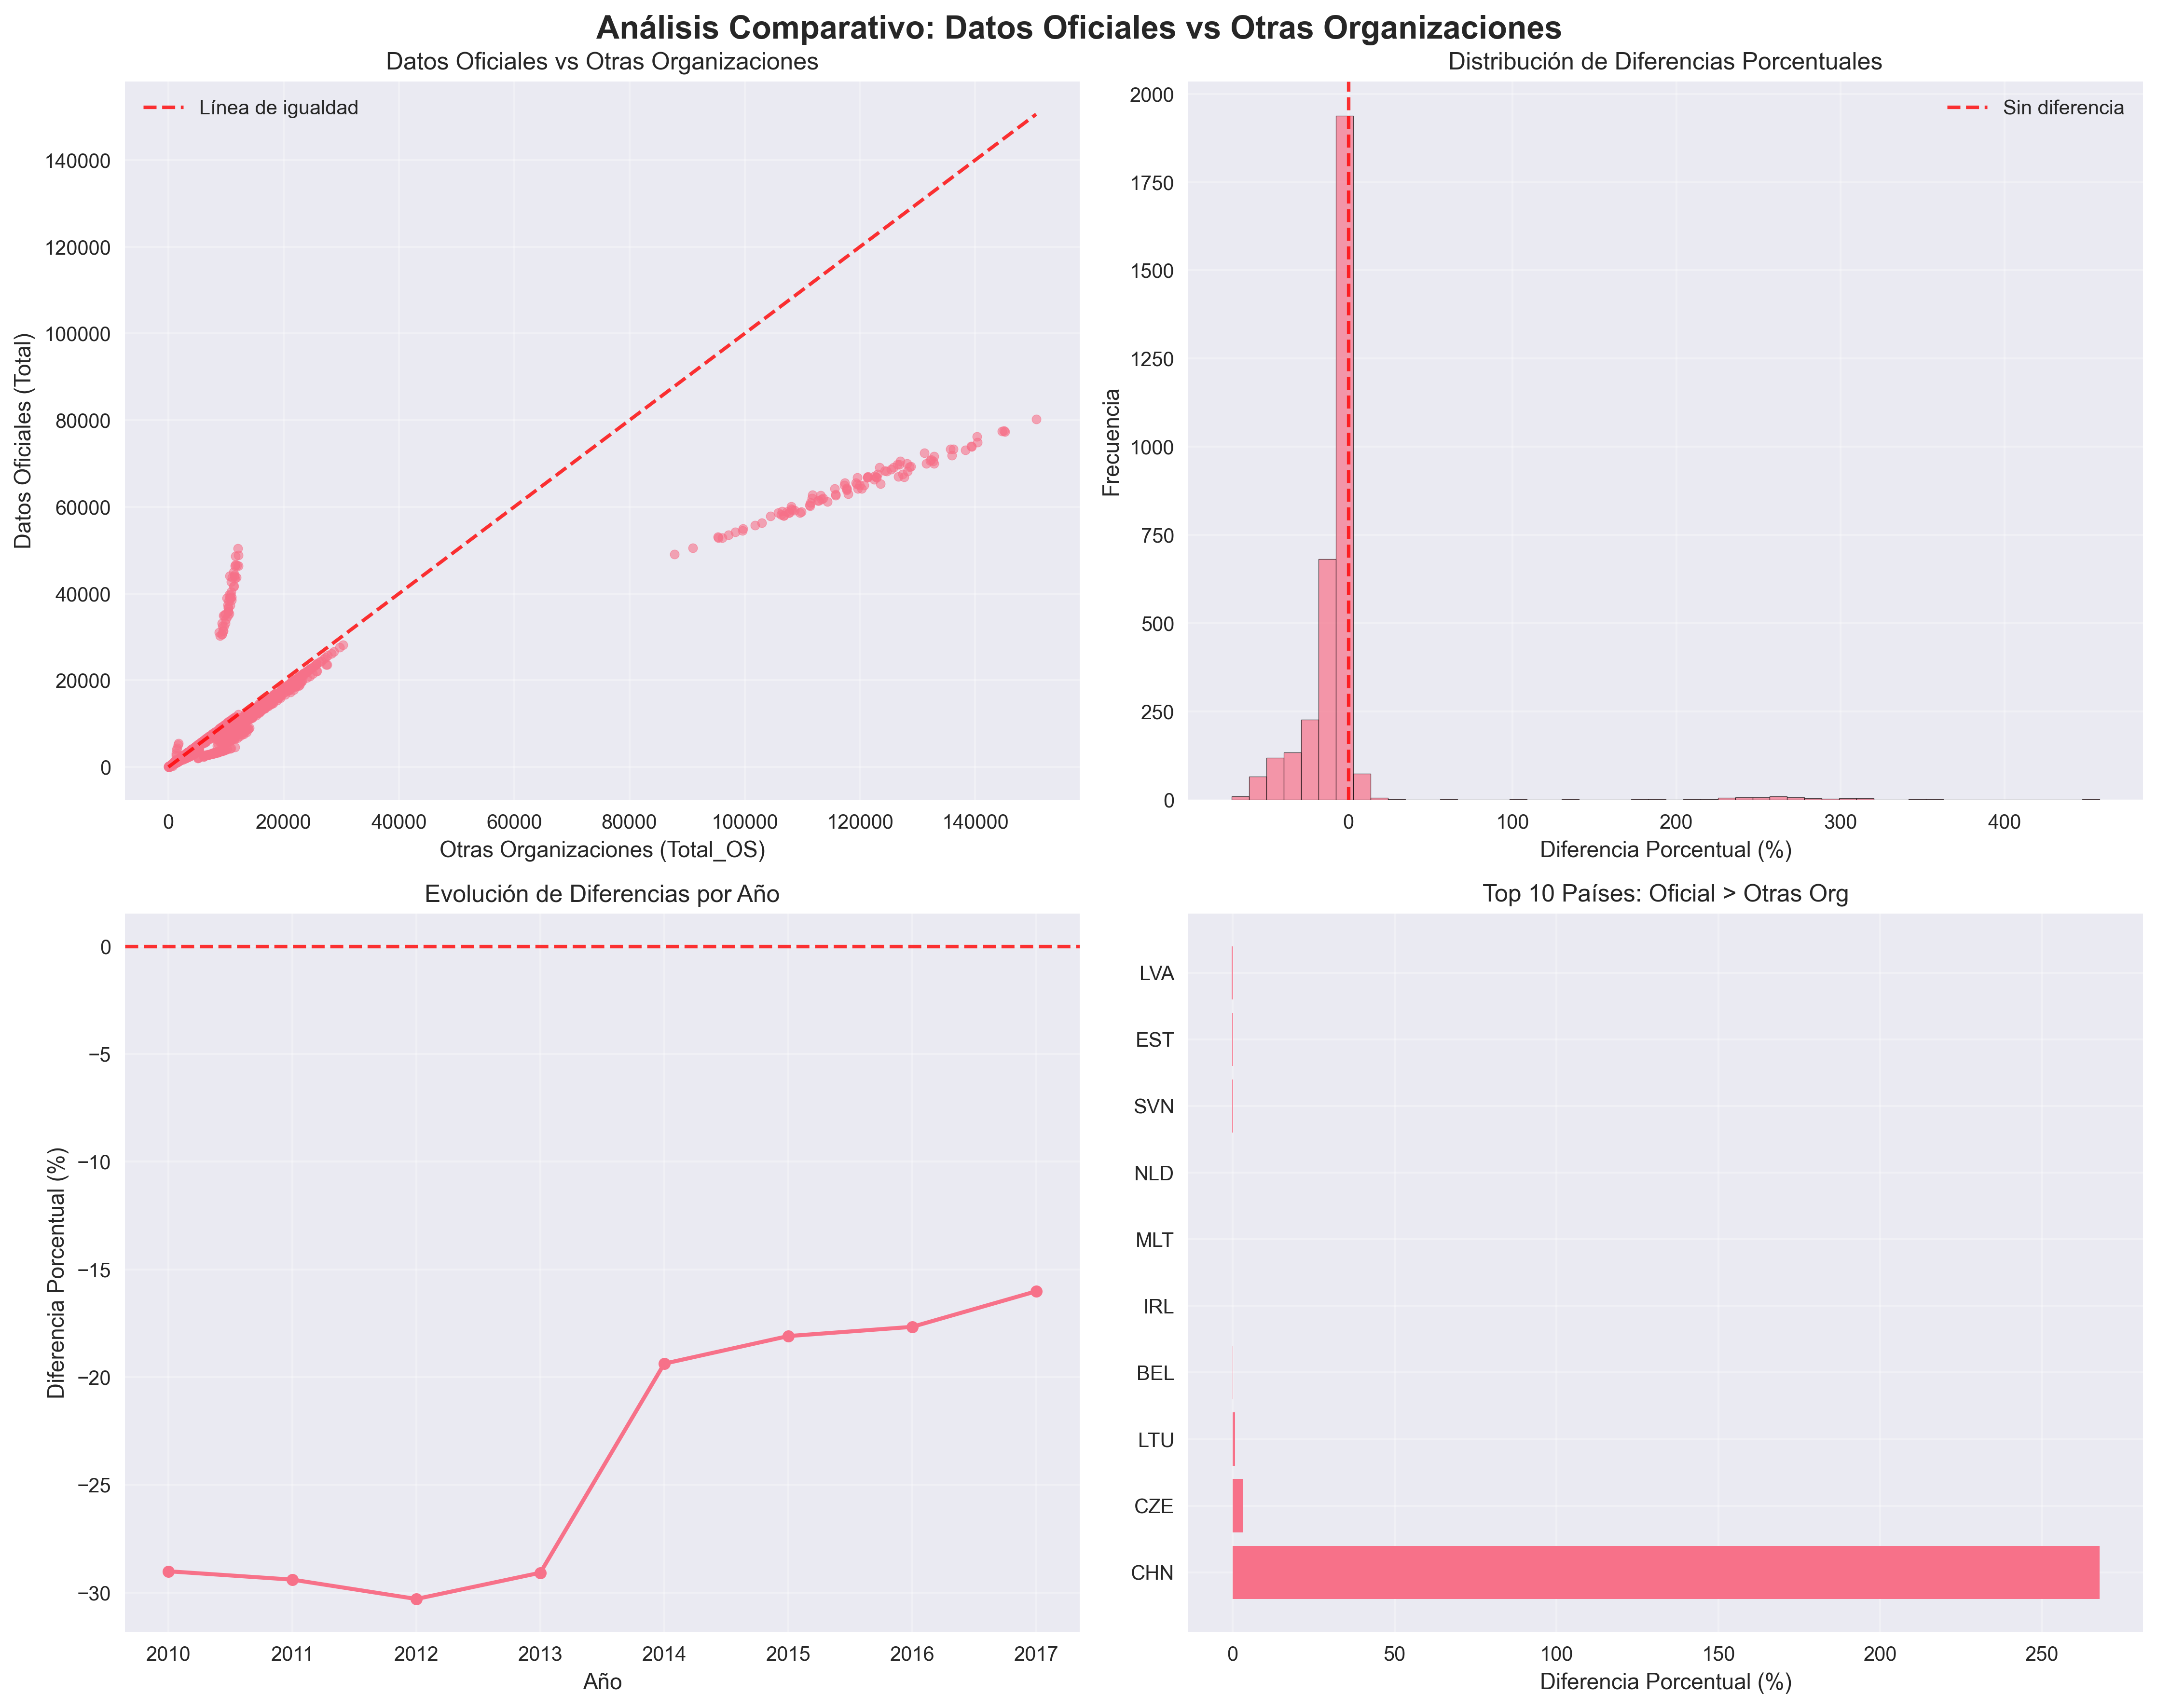 Análisis Comparativo: Datos Oficiales vs Otras Organizaciones
Datos Oficiales vs Otras Organizaciones
Línea de igualdad
140000
120000
100000
80000
60000
40000
20000
0
Datos Oficiales (Total)
0
20000
40000
60000
80000
100000
120000
140000
Otras Organizaciones (Total_OS)
Distribución de Diferencias Porcentuales
Sin diferencia
2000
1750
1500
1250
1000
750
500
250
0
Frecuencia
0
100
200
300
400
Diferencia Porcentual (%)
Evolución de Diferencias por Año
0
−5
−10
−15
−20
−25
−30
Diferencia Porcentual (%)
2010
2011
2012
2013
2014
2015
2016
2017
Año
Top 10 Países: Oficial > Otras Org
LVA
EST
SVN
NLD
MLT
IRL
BEL
LTU
CZE
CHN
0
50
100
150
200
250
Diferencia Porcentual (%)